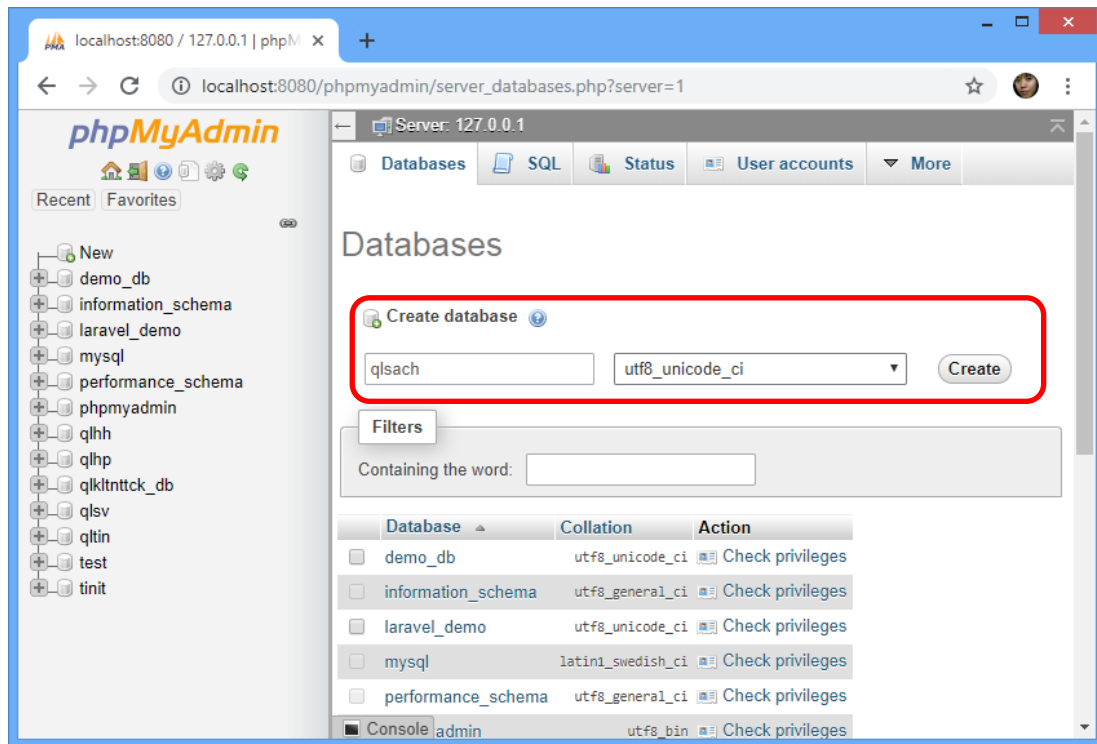 localhost:8080 / 127.0.0.1 | phpM
localhost:8080/phpmyadmin/server_databases.php?server=1
phpMyAdmin
Recent Favorites
New
demo_db
information_schema
laravel_demo
mysql
performance_schema
phpmyadmin
qlhh
qlhp
qlkltnttck_db
qlsv
qltin
test
tinit
Server: 127.0.0.1
Databases SQL Status User accounts More
Databases
Create database
qlsach utf8_unicode_ci Create
Filters
Containing the word:
Database Collation Action
demo_db utf8_unicode_ci Check privileges
information_schema utf8_general_ci Check privileges
laravel_demo utf8_unicode_ci Check privileges
mysql latin1_swedish_ci Check privileges
performance_schema utf8_general_ci Check privileges
Console admin utf8_bin Check privileges